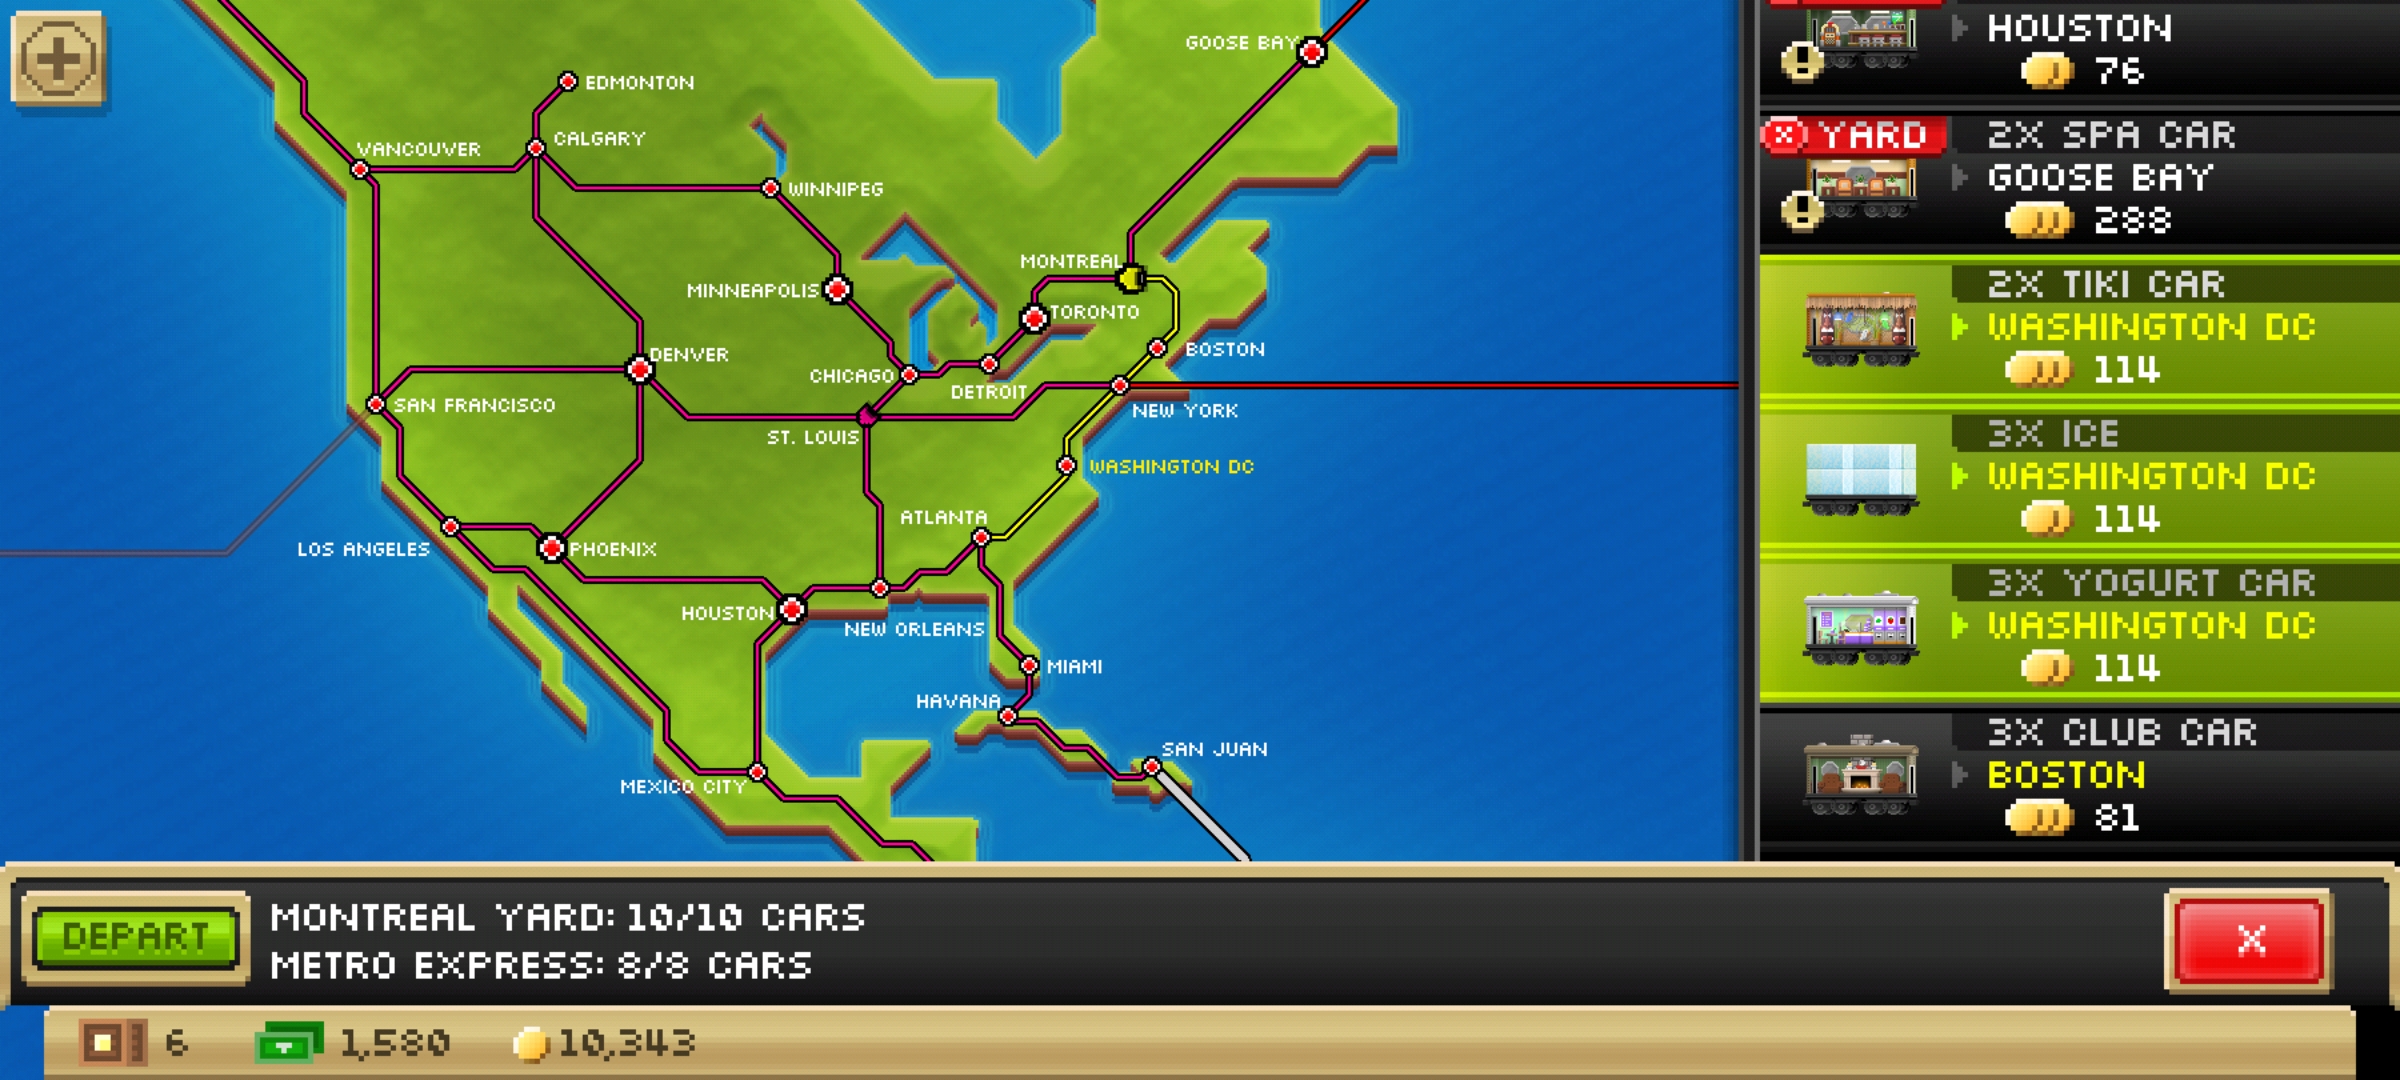 GOOSE BAY
EDMONTON
CALGARY
VANCOUVER
WINNIPEG
MONTREAL
MINNEAPOLIS
TORONTO
BOSTON
DENVER
CHICAGO
DETROIT
SAN FRANCISCO
NEW YORK
ST. LOUIS
WASHINGTON DC
ATLANTA
LOS ANGELES
PHOENIX
HOUSTON
NEW ORLEANS
MIAMI
HAVANA
SAN JUAN
MEXICO CITY
HOUSTON
76
YARD
2X SPA CAR
GOOSE BAY
288
2X TIKI CAR
WASHINGTON DC
114
3X ICE
WASHINGTON DC
114
3X YOGURT CAR
WASHINGTON DC
114
3X CLUB CAR
BOSTON
81
DEPART
MONTREAL YARD: 10/10 CARS
METRO EXPRESS: 8/8 CARS
X
6
1,580
10,343